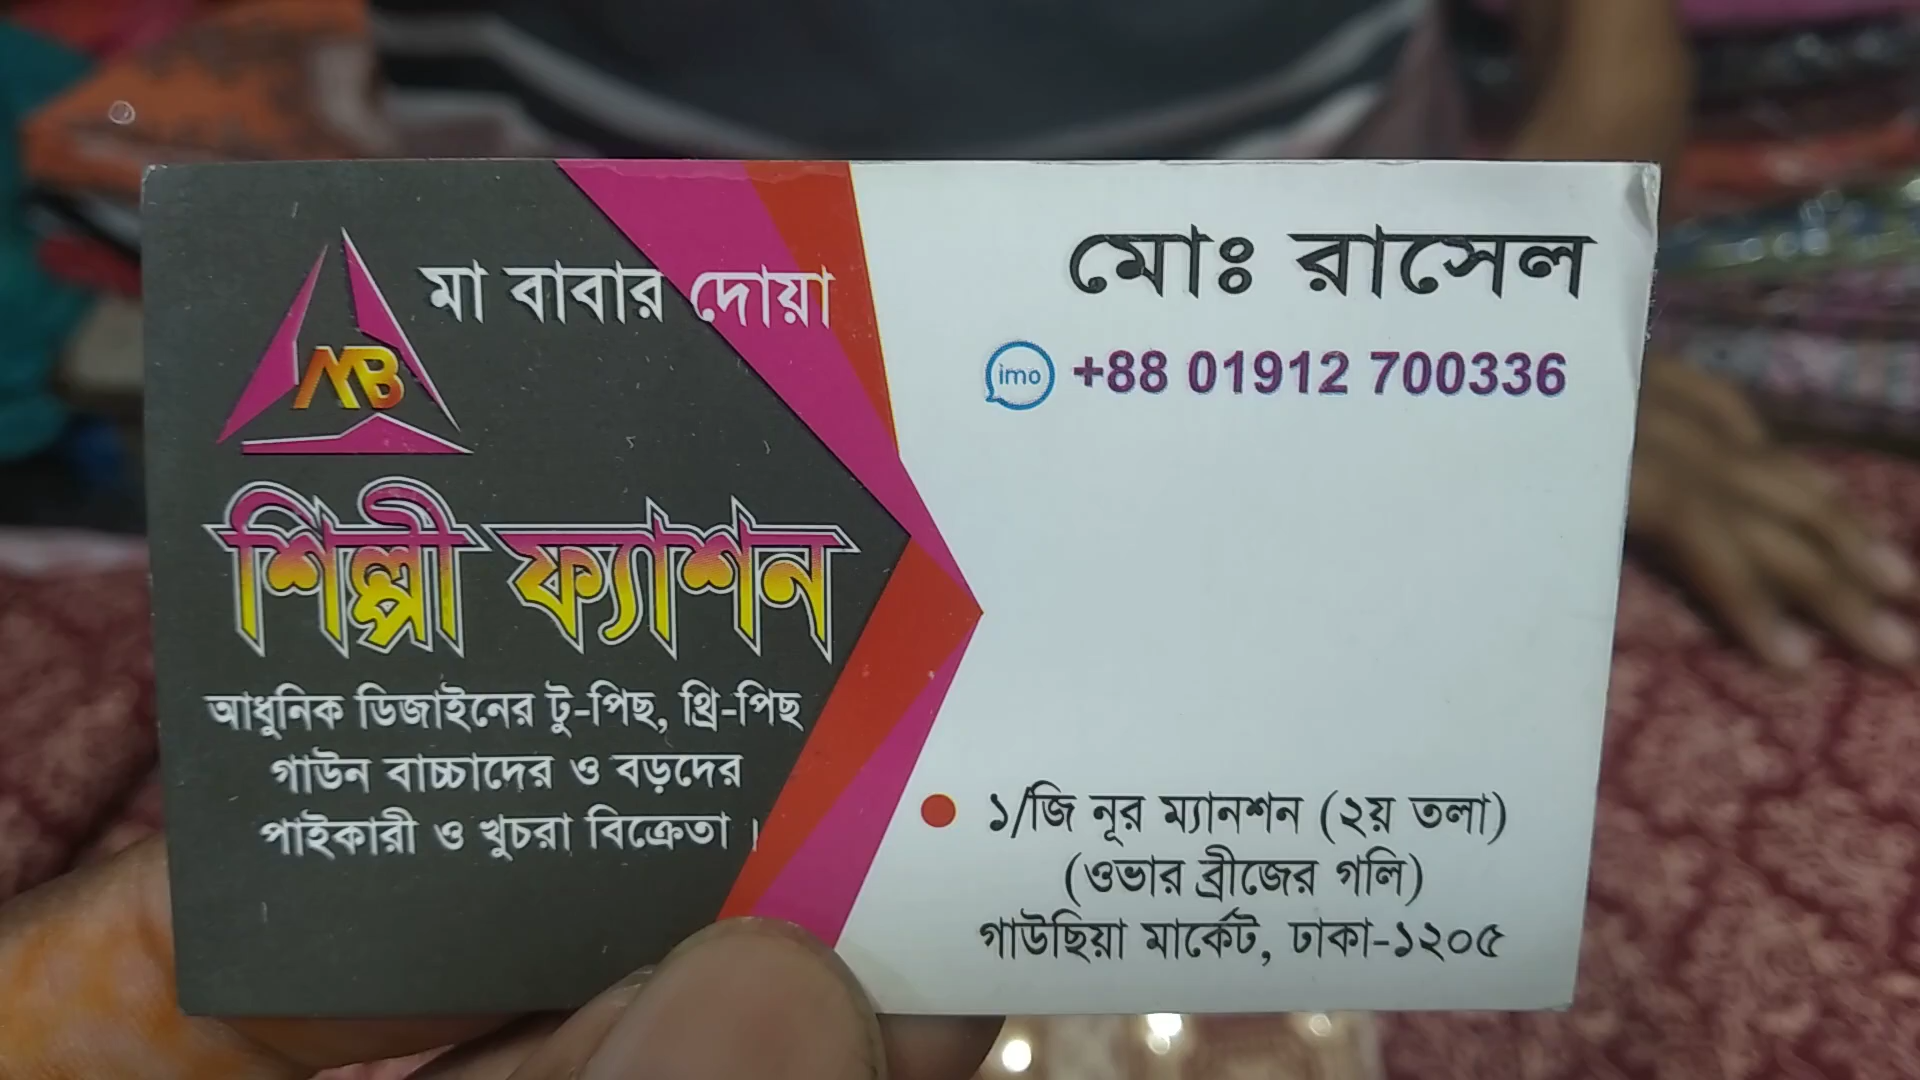 মা বাবার দোয়া
MB
শিল্পী ফ্যাশন
আধুনিক ডিজাইনের টু-পিছ, থ্রি-পিছ
গাউন বাচ্চাদের ও বড়দের
পাইকারী ও খুচরা বিক্রেতা।
মোঃ রাসেল
imo +88 01912 700336
১/জি নূর ম্যানশন (২য় তলা)
(ওভার ব্রীজের গলি)
গাউছিয়া মার্কেট, ঢাকা-১২০৫